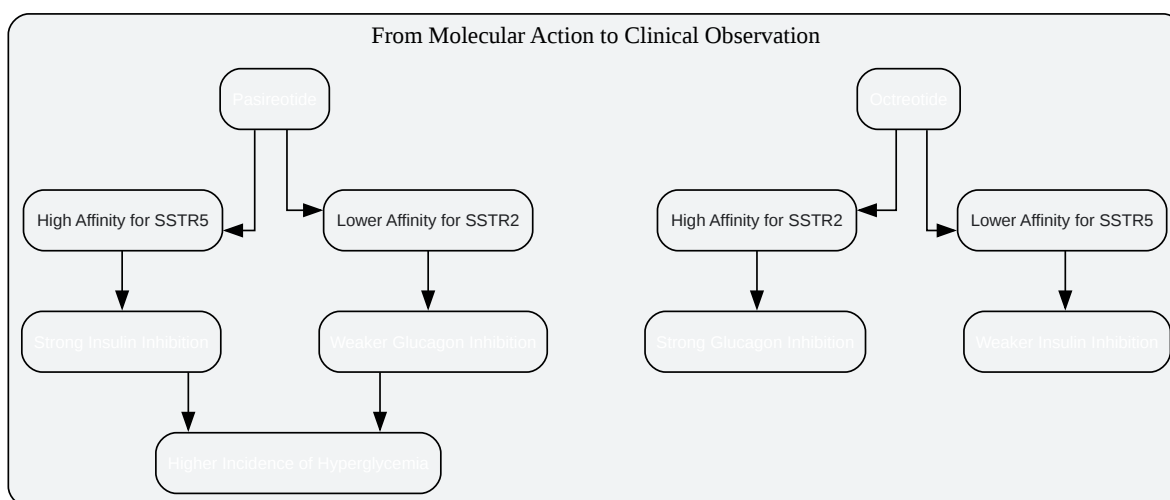 From Molecular Action to Clinical Observation
Pasireotide
Octreotide
High Affinity for SSTR5
Lower Affinity for SSTR2
High Affinity for SSTR2
Lower Affinity for SSTR5
Strong Insulin Inhibition
Weaker Glucagon Inhibition
Strong Glucagon Inhibition
Weaker Insulin Inhibition
Higher Incidence of Hyperglycemia